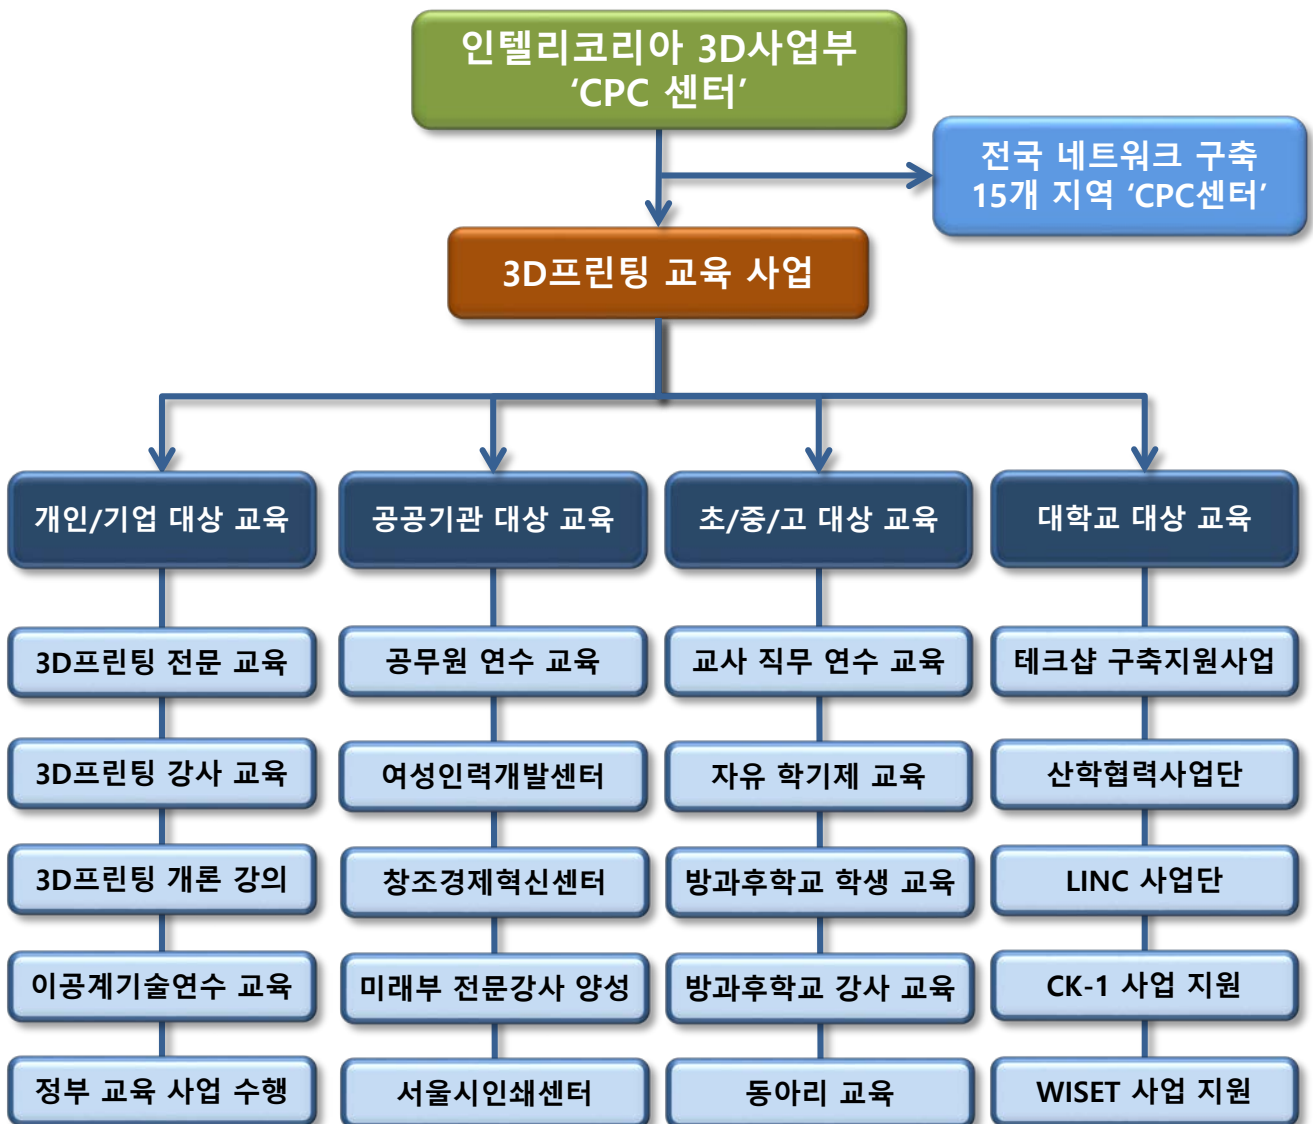 인텔리코리아 3D사업부
‘CPC 센터’
전국 네트워크 구축
15개 지역 ‘CPC센터’
3D프린팅 교육 사업
개인/기업 대상 교육
공공기관 대상 교육
초/중/고 대상 교육
대학교 대상 교육
3D프린팅 전문 교육
공무원 연수 교육
교사 직무 연수 교육
테크샵 구축지원사업
3D프린팅 강사 교육
여성인력개발센터
자유 학기제 교육
산학협력사업단
3D프린팅 개론 강의
창조경제혁신센터
방과후학교 학생 교육
LINC 사업단
이공계기술연수 교육
미래부 전문강사 양성
방과후학교 강사 교육
CK-1 사업 지원
정부 교육 사업 수행
서울시인쇄센터
동아리 교육
WISET 사업 지원